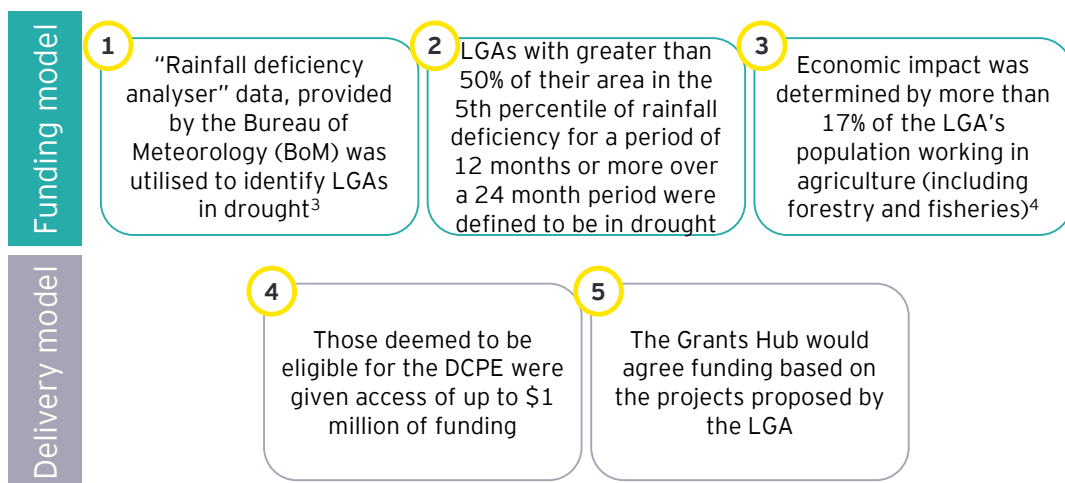 Funding model
1
“Rainfall deficiency
analyser” data, provided
by the Bureau of
Meteorology (BoM) was
utilised to identify LGAs
in drought³
2
LGAs with greater than
50% of their area in the
5th percentile of rainfall
deficiency for a period of
12 months or more over
a 24 month period were
defined to be in drought
3
Economic impact was
determined by more than
17% of the LGA’s
population working in
agriculture (including
forestry and fisheries)⁴
Delivery model
4
Those deemed to be
eligible for the DCPE were
given access of up to $1
million of funding
5
The Grants Hub would
agree funding based on
the projects proposed by
the LGA